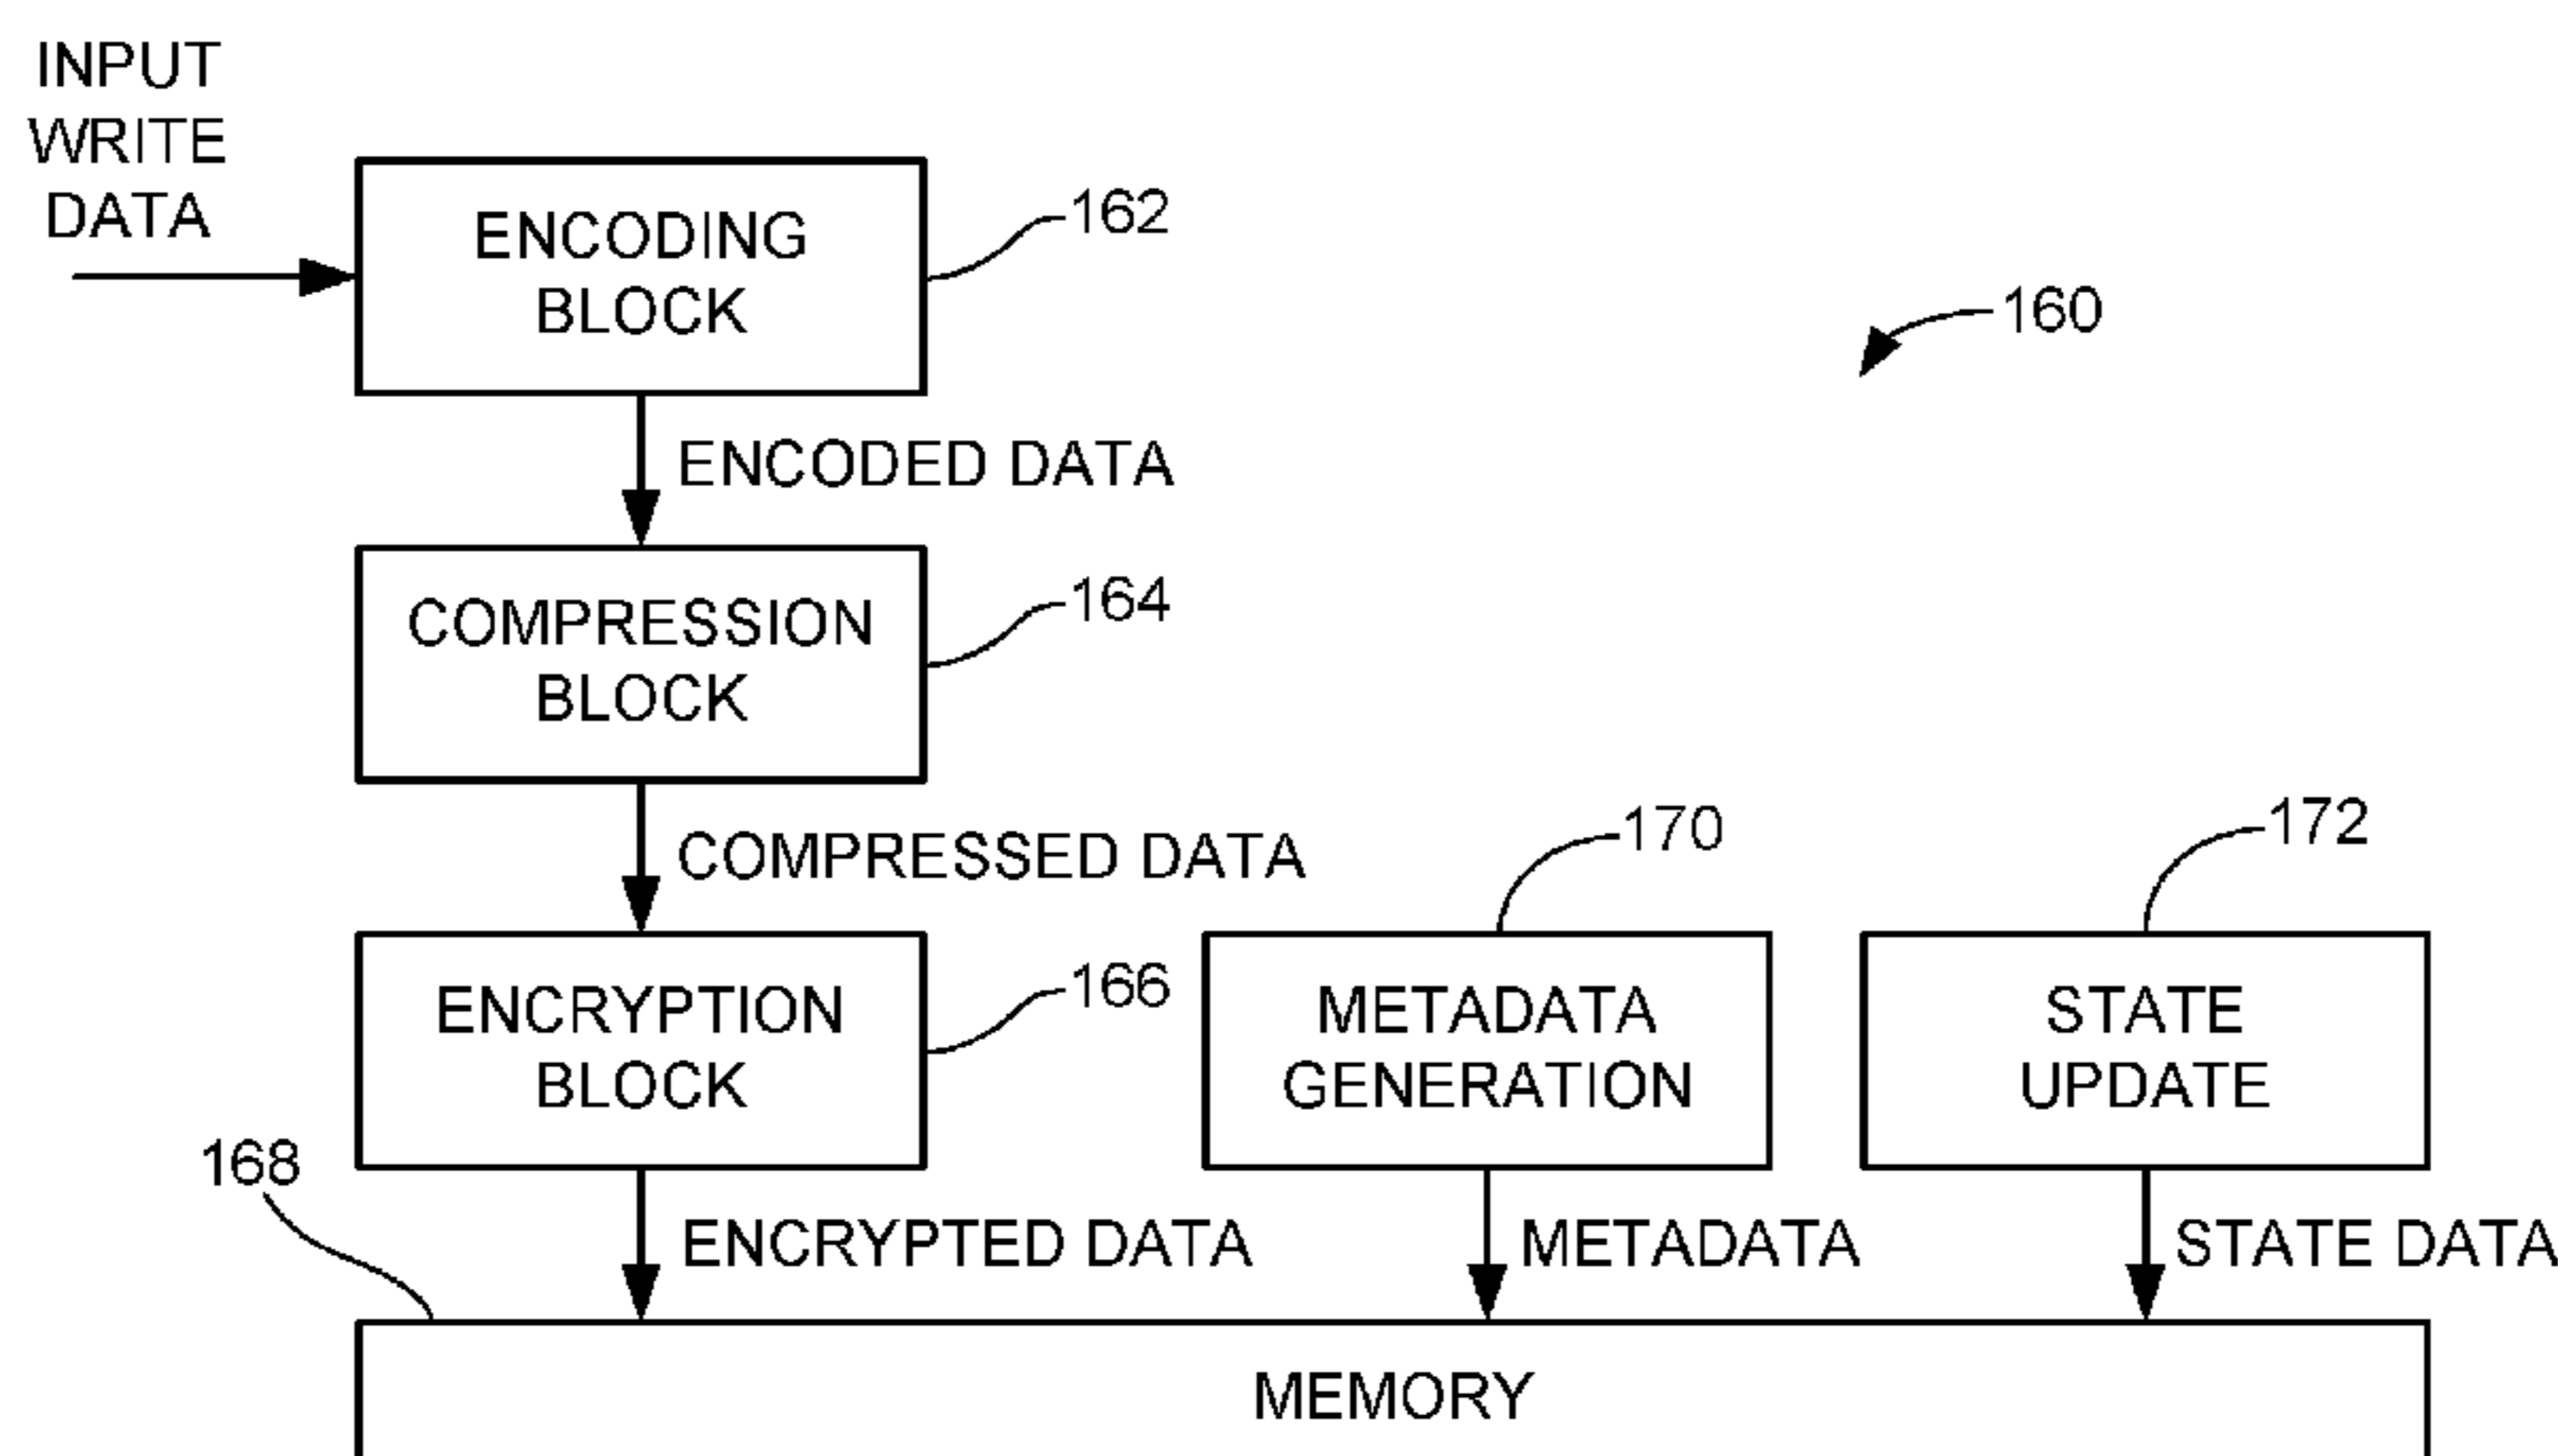 INPUT
WRITE
DATA
ENCODING
BLOCK
162
160
ENCODED DATA
COMPRESSION
BLOCK
164
COMPRESSED DATA
170
172
ENCRYPTION
BLOCK
166
METADATA
GENERATION
STATE
UPDATE
168
ENCRYPTED DATA
METADATA
STATE DATA
MEMORY